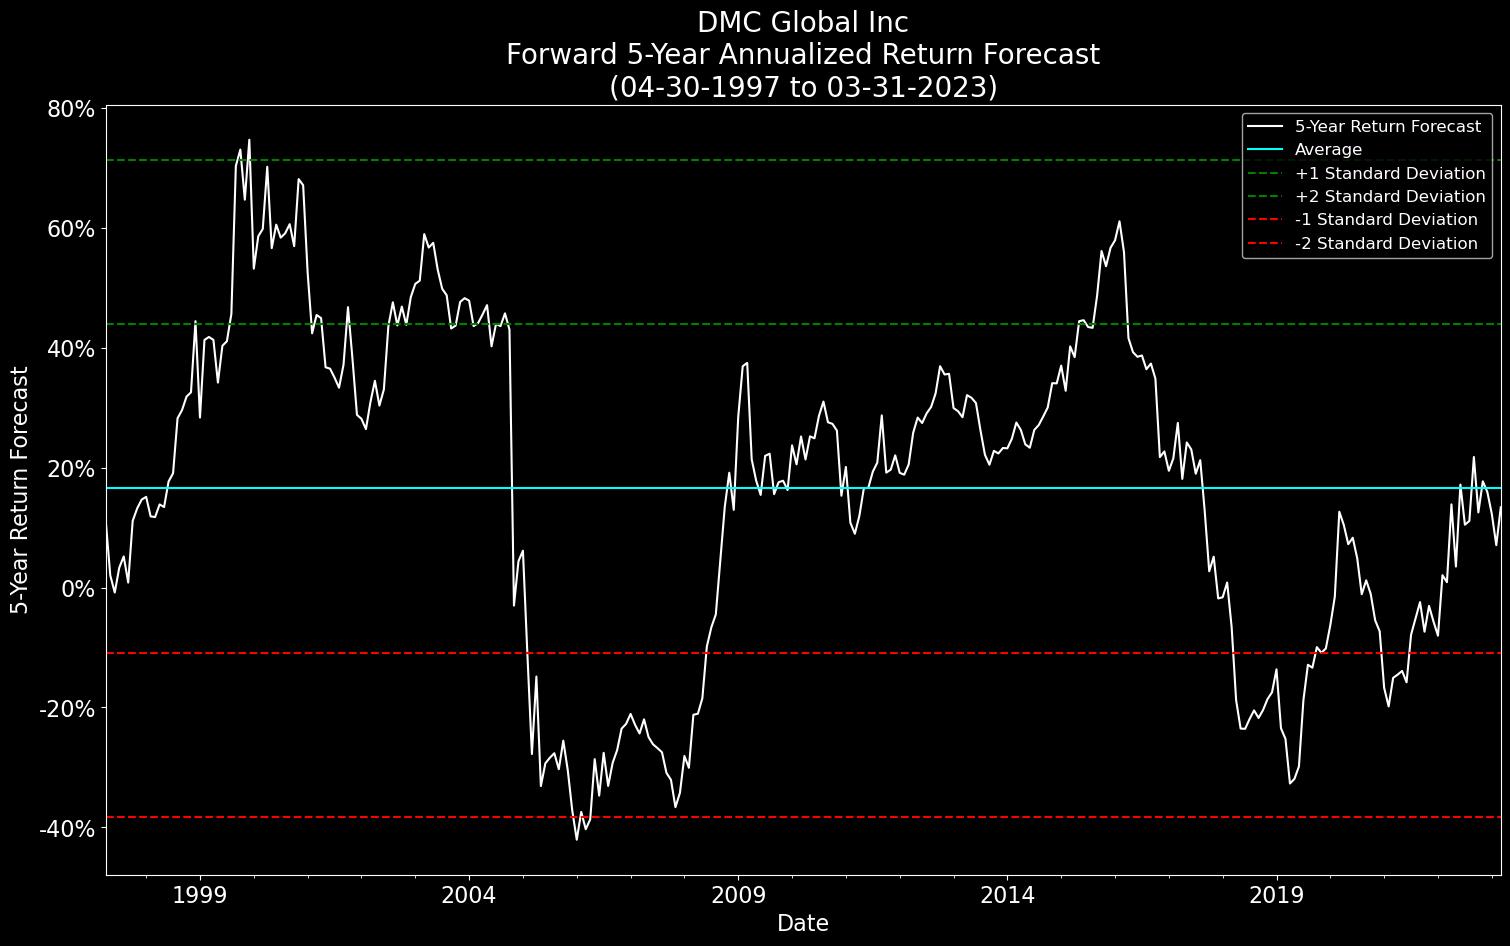 DMC Global Inc
Forward 5-Year Annualized Return Forecast
(04-30-1997 to 03-31-2023)
80%
60%
40%
20%
0%
-20%
-40%
5-Year Return Forecast
5-Year Return Forecast
Average
+1 Standard Deviation
+2 Standard Deviation
-1 Standard Deviation
-2 Standard Deviation
1999 2004 2009 2014 2019
Date